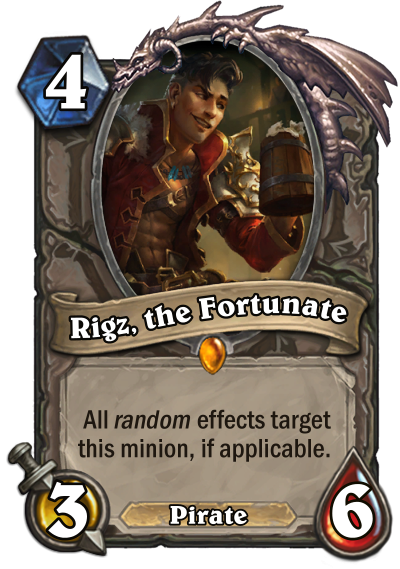 4
Rigz, the Fortunate
All random effects target
this minion, if applicable.
3
Pirate
6